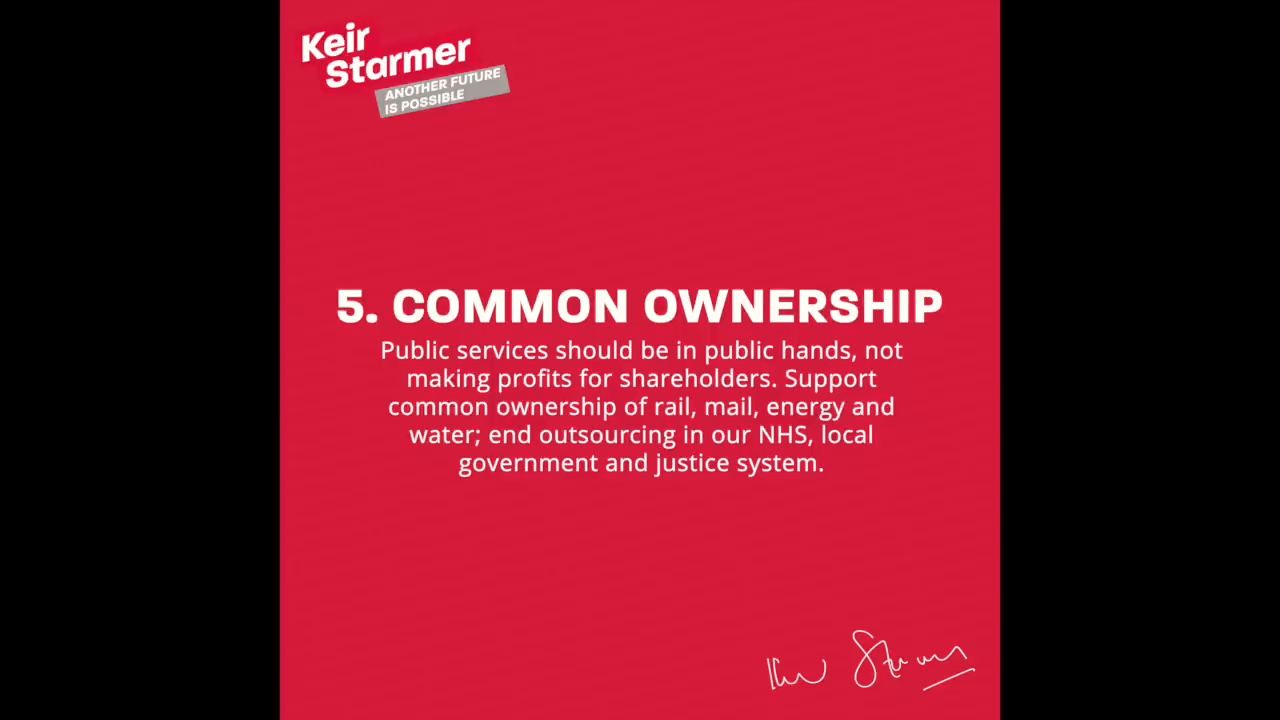 Keir
Starmer
ANOTHER FUTURE
IS POSSIBLE
5. COMMON OWNERSHIP
Public services should be in public hands, not
making profits for shareholders. Support
common ownership of rail, mail, energy and
water; end outsourcing in our NHS, local
government and justice system.
Keir Starmer